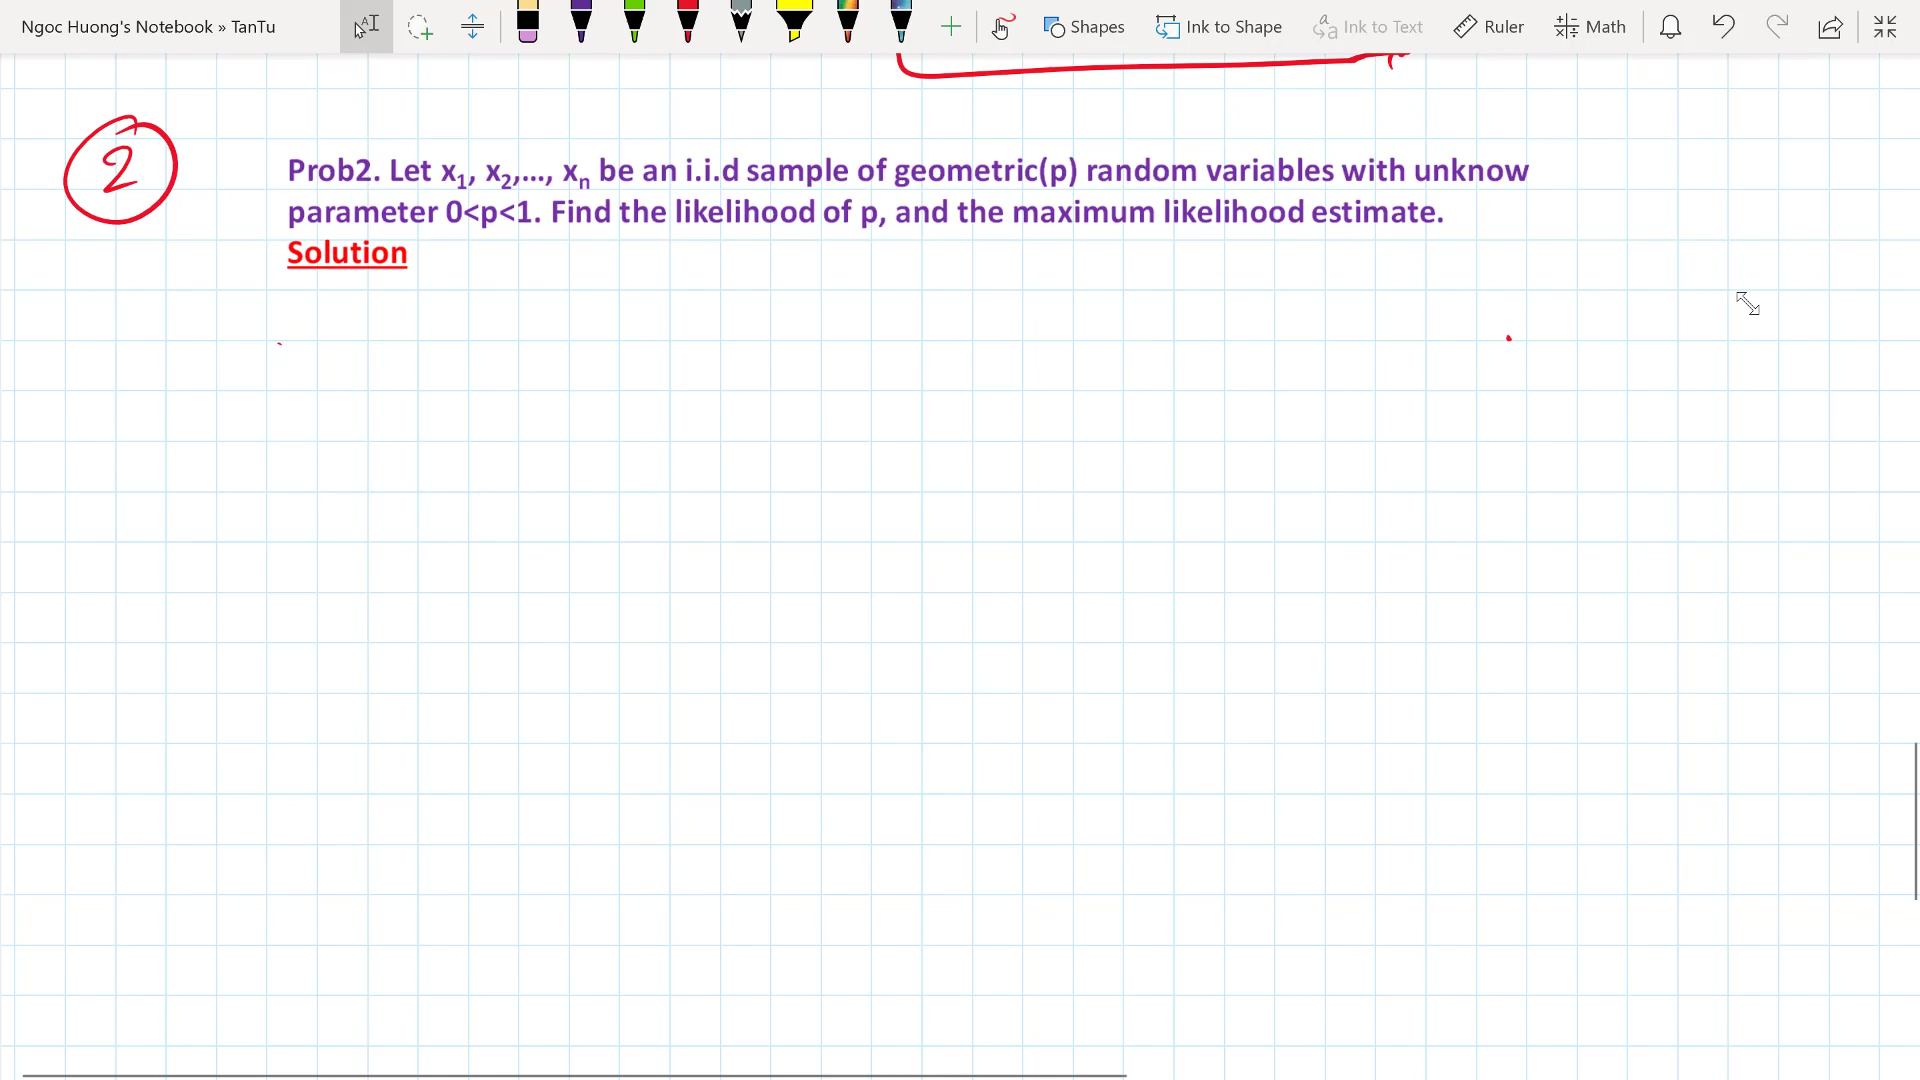 Ngoc Huong's Notebook » TanTu
Shapes
Ink to Shape
Ink to Text
Ruler
Math
2
Prob2. Let x₁, x₂,..., xₙ be an i.i.d sample of geometric(p) random variables with unknow
parameter 0<p<1. Find the likelihood of p, and the maximum likelihood estimate.
Solution